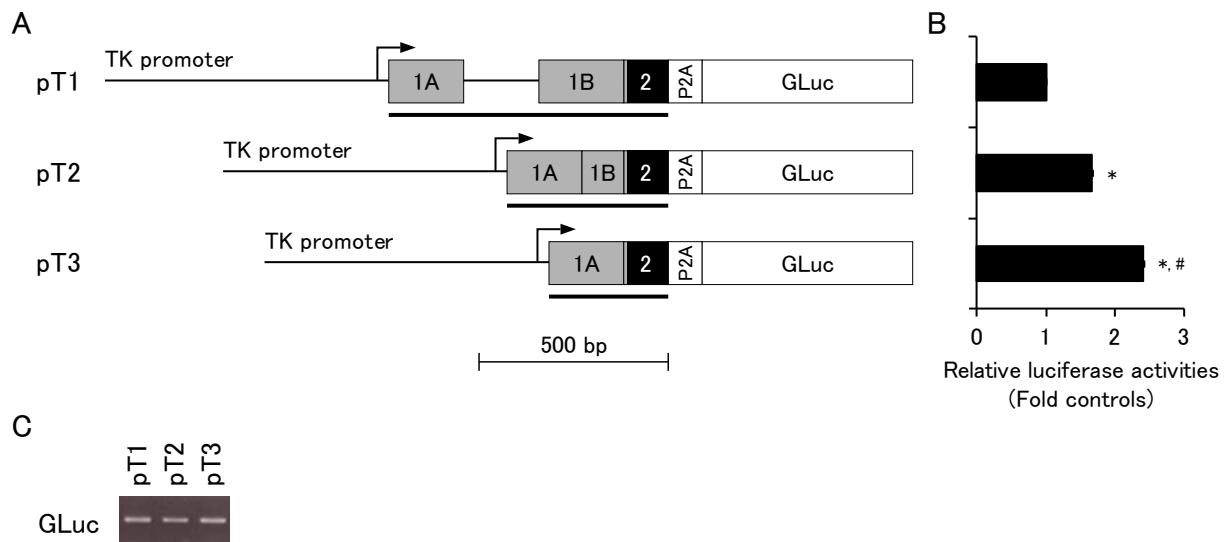 A
B
TK promoter
pT1
1A
1B
2
P2A
GLuc
TK promoter
pT2
1A
1B
2
P2A
GLuc
*
TK promoter
pT3
1A
2
P2A
GLuc
*, #
500 bp
0 1 2 3
Relative luciferase activities
(Fold controls)
C
pT1
pT2
pT3
GLuc